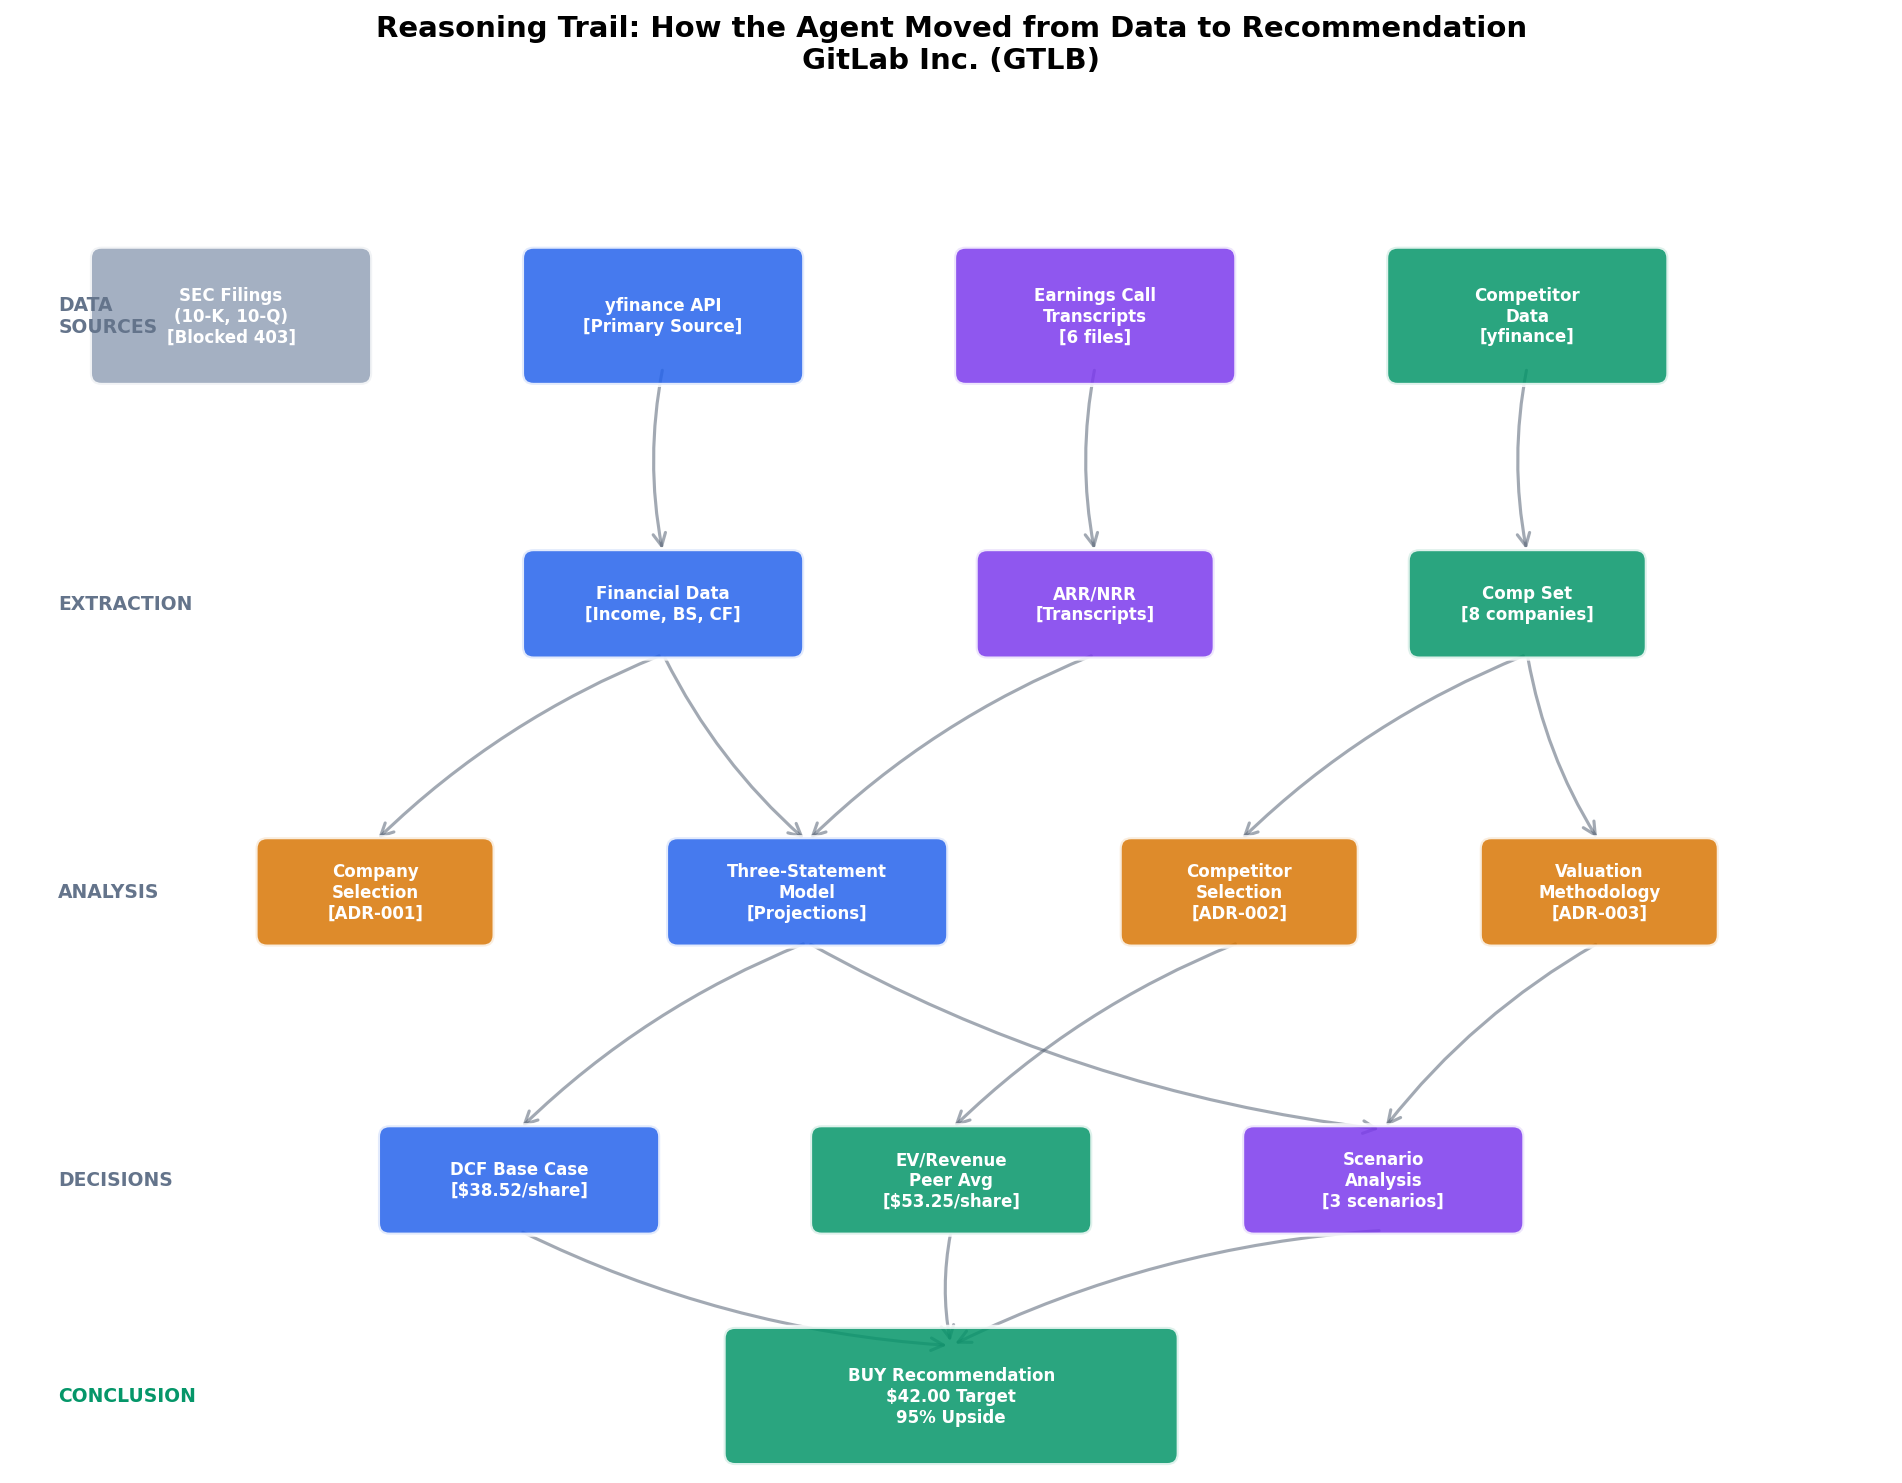 Reasoning Trail: How the Agent Moved from Data to Recommendation
GitLab Inc. (GTLB)
DATA
SOURCES
SEC Filings
(10-K, 10-Q)
[Blocked 403]
yfinance API
[Primary Source]
Earnings Call
Transcripts
[6 files]
Competitor
Data
[yfinance]
EXTRACTION
Financial Data
[Income, BS, CF]
ARR/NRR
[Transcripts]
Comp Set
[8 companies]
ANALYSIS
Company
Selection
[ADR-001]
Three-Statement
Model
[Projections]
Competitor
Selection
[ADR-002]
Valuation
Methodology
[ADR-003]
DECISIONS
DCF Base Case
[$38.52/share]
EV/Revenue
Peer Avg
[$53.25/share]
Scenario
Analysis
[3 scenarios]
CONCLUSION
BUY Recommendation
$42.00 Target
95% Upside